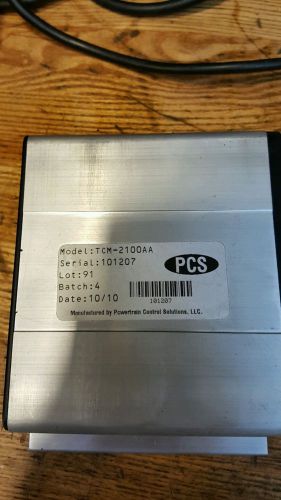 Model:TCM-2100AA
Serial:101207
Lot:91
Batch:4
Date:10/10
PCS
101207
Manufactured by Powertrain Control Solutions, LLC.